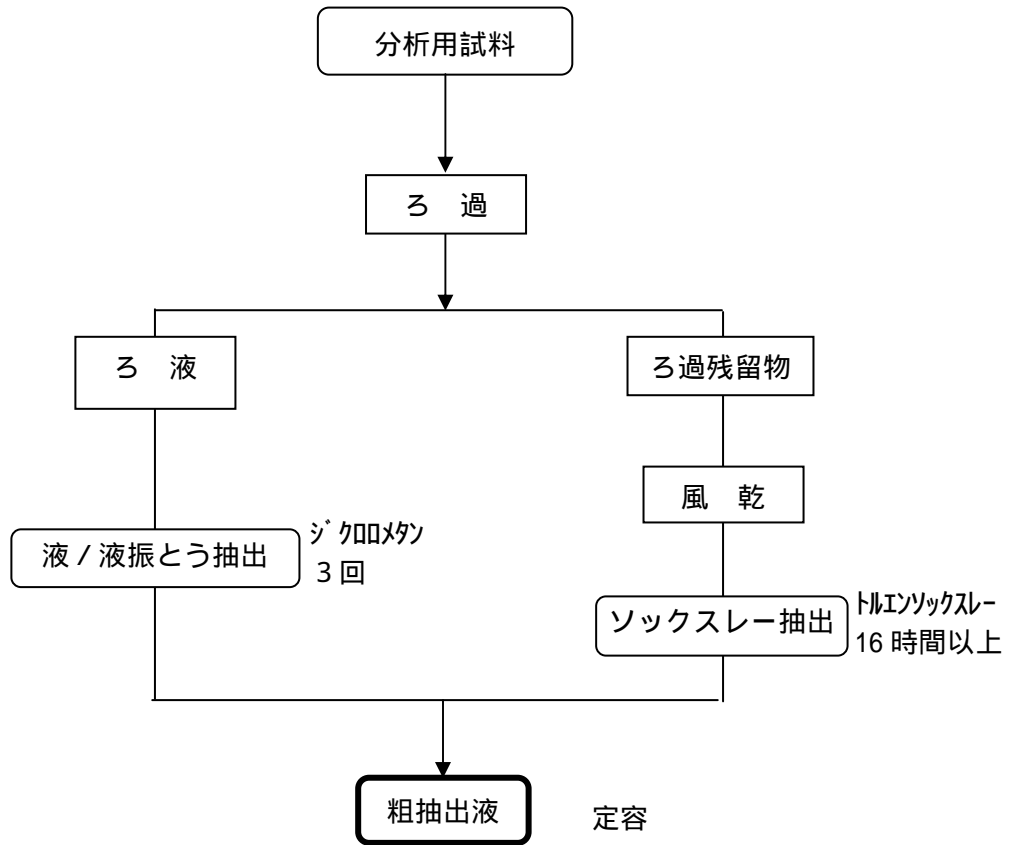 分析用試料
ろ　過
ろ　液
ろ過残留物
風　乾
液／液振とう抽出
ｼﾞｸﾛﾛﾒﾀﾝ
３回
ソックスレー抽出
ﾄﾙｴﾝｿｯｸｽﾚｰ
16 時間以上
粗抽出液
定容